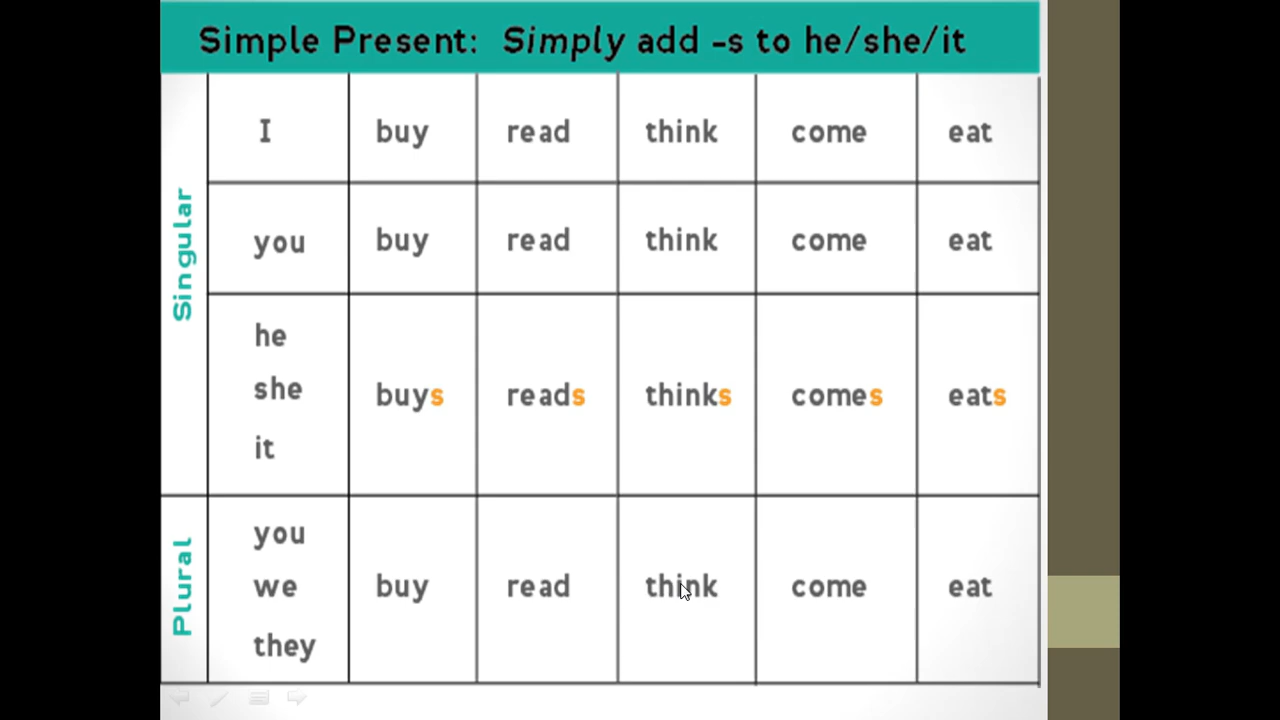 Simple Present: Simply add -s to he/she/it
Singular
I buy read think come eat
you buy read think come eat
he
she
it
buys reads thinks comes eats
Plural
you
we
they
buy read think come eat